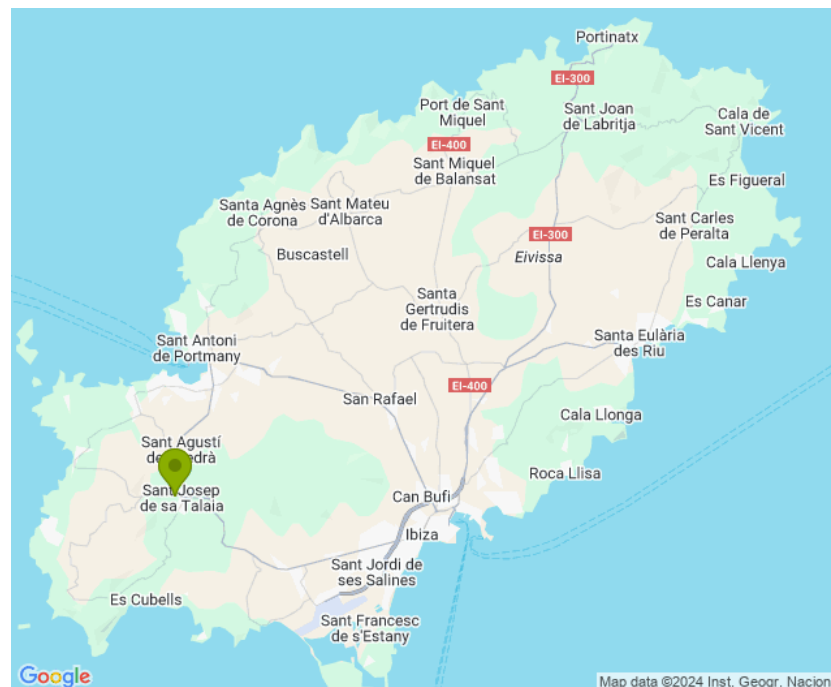 Portinatx
EI-300
Port de Sant
Miquel
Sant Joan
de Labritja
Cala de
Sant Vicent
EI-400
Sant Miquel
de Balansat
Es Figueral
Santa Agnès
de Corona
Sant Mateu
d'Albarca
Sant Carles
de Peralta
EI-300
Buscastell
Eivissa
Cala Llenya
Santa
Gertrudis
de Fruitera
Es Canar
Sant Antoni
de Portmany
Santa Eulària
des Riu
EI-400
San Rafael
Cala Llonga
Sant Agustí
Roca Llisa
Sant Josep
de sa Talaia
Can Bufí
Ibiza
Sant Jordi de
ses Salines
Es Cubells
Sant Francesc
de s'Estany
Google
Map data ©2024 Inst. Geogr. Nacion